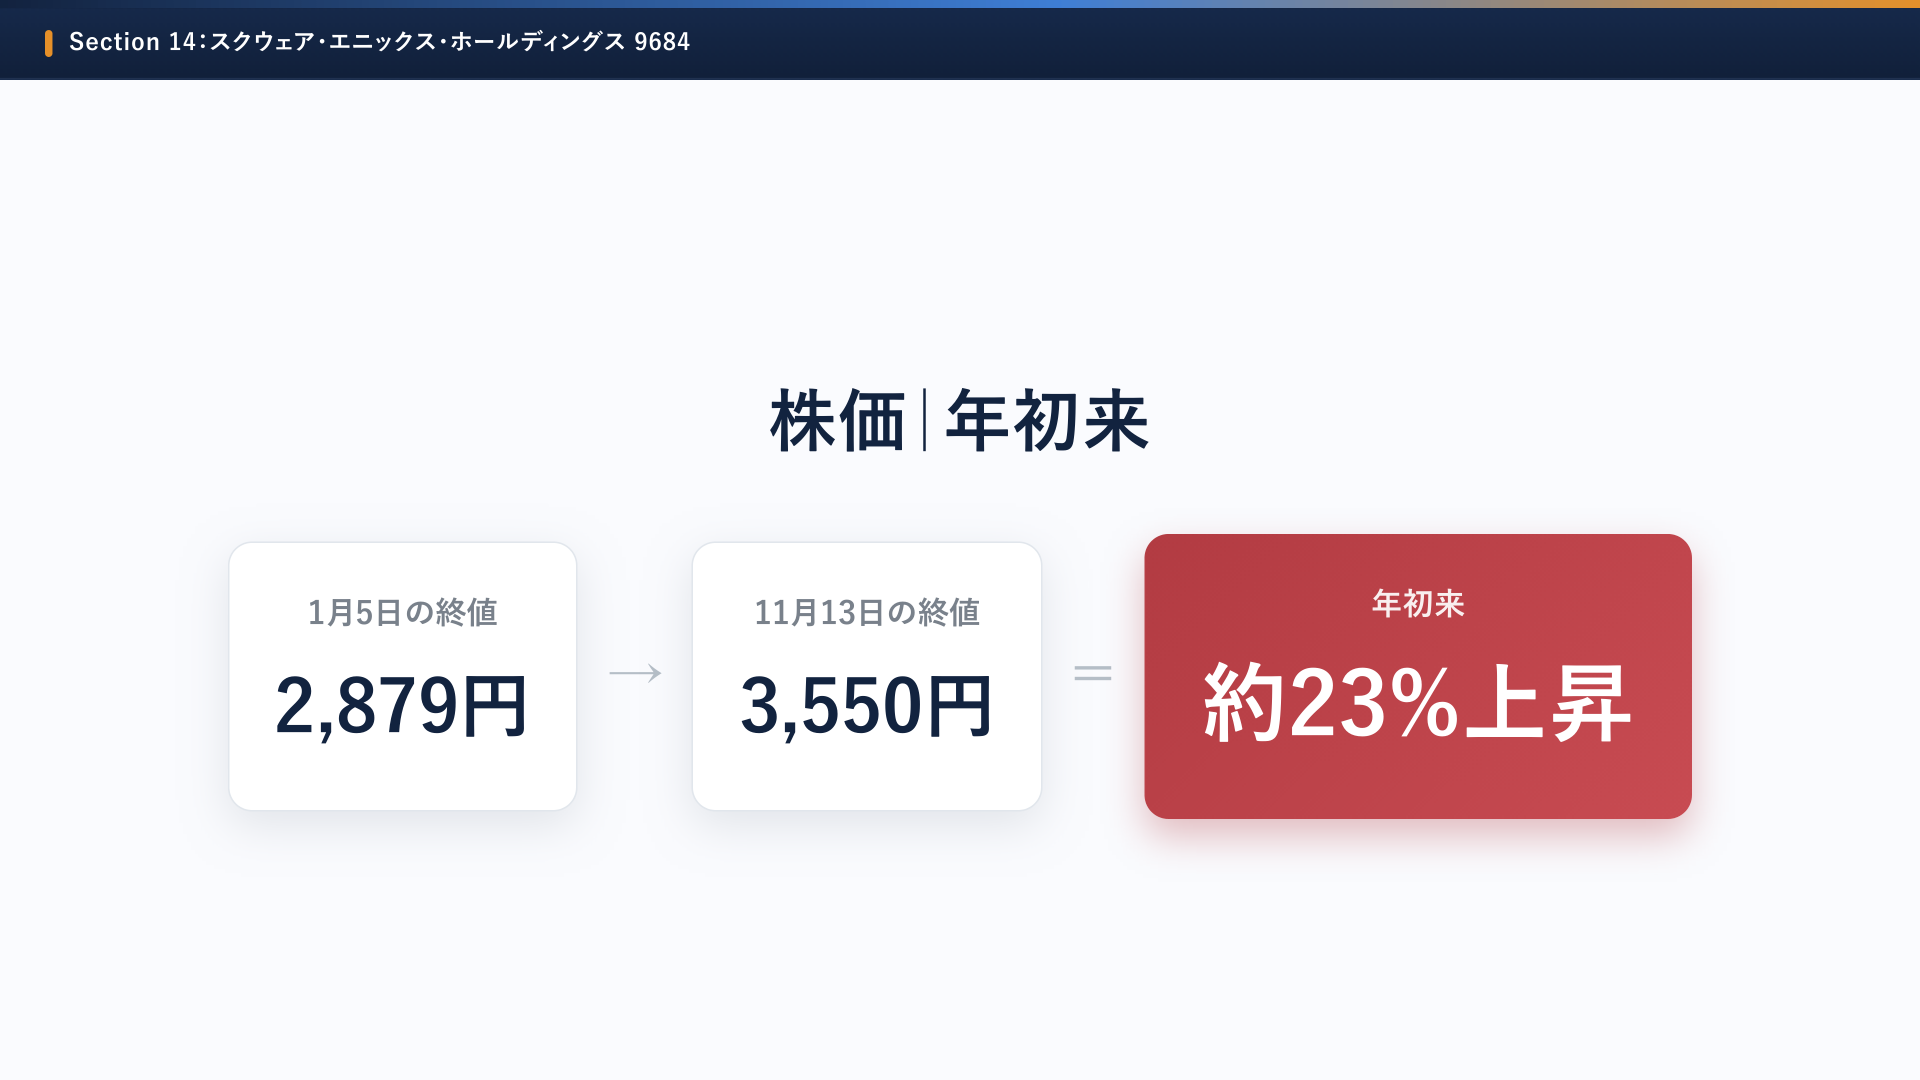 Section 14：スクウェア・エニックス・ホールディングス 9684
株価｜年初来
1月5日の終値
2,879円
→
11月13日の終値
3,550円
＝
年初来
約23%上昇